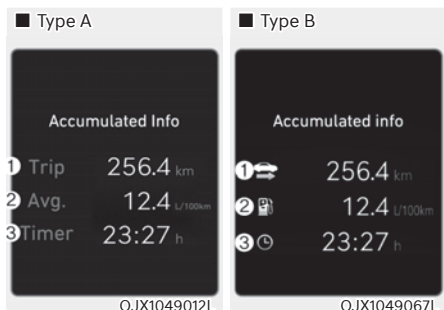 ■ Type A
Accumulated Info
1 Trip 256.4 km
2 Avg. 12.4 L/100km
3 Timer 23:27 h
OJX1049012L
■ Type B
Accumulated info
1 256.4 km
2 12.4 L/100km
3 23:27 h
OJX1049067L